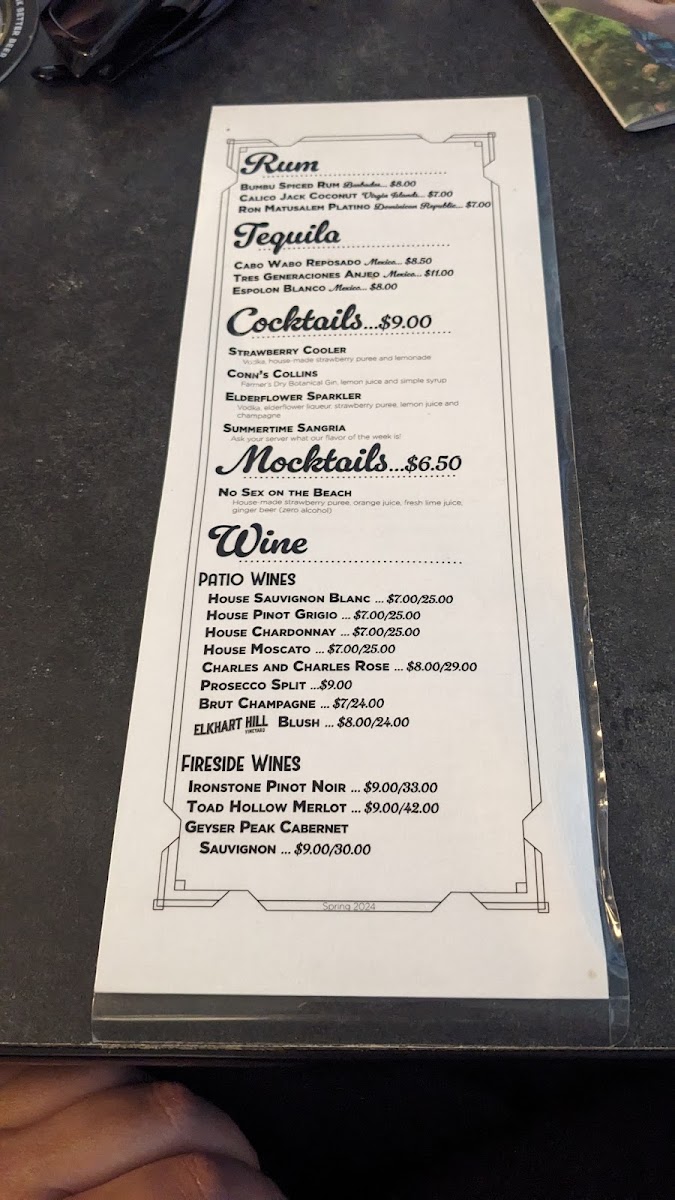 A BETTER BEER
Rum
Bumbu Spiced Rum Barbados... $8.00
Calico Jack Coconut Virgin Islands... $7.00
Ron Matusalem Platino Dominican Republic... $7.00
Tequila
Cabo Wabo Reposado Mexico... $8.50
Tres Generaciones Anjeo Mexico... $11.00
Espolon Blanco Mexico... $8.00
Cocktails...$9.00
Strawberry Cooler
Vodka, house-made strawberry puree and lemonade
Conn's Collins
Farmer's Dry Botanical Gin, lemon juice and simple syrup
Elderflower Sparkler
Vodka, elderflower liqueur, strawberry puree, lemon juice and
champagne
Summertime Sangria
Ask your server what our flavor of the week is!
Mocktails...$6.50
No Sex on the Beach
House-made strawberry puree, orange juice, fresh lime juice,
ginger beer (zero alcohol)
Wine
Patio Wines
House Sauvignon Blanc ... $7.00/25.00
House Pinot Grigio ... $7.00/25.00
House Chardonnay ... $7.00/25.00
House Moscato ... $7.00/25.00
Charles and Charles Rose ... $8.00/29.00
Prosecco Split ...$9.00
Brut Champagne ... $7/24.00
ELKHART HILL VINEYARD Blush ... $8.00/24.00
Fireside Wines
Ironstone Pinot Noir ... $9.00/33.00
Toad Hollow Merlot ... $9.00/42.00
Geyser Peak Cabernet
Sauvignon ... $9.00/30.00
Spring 2024